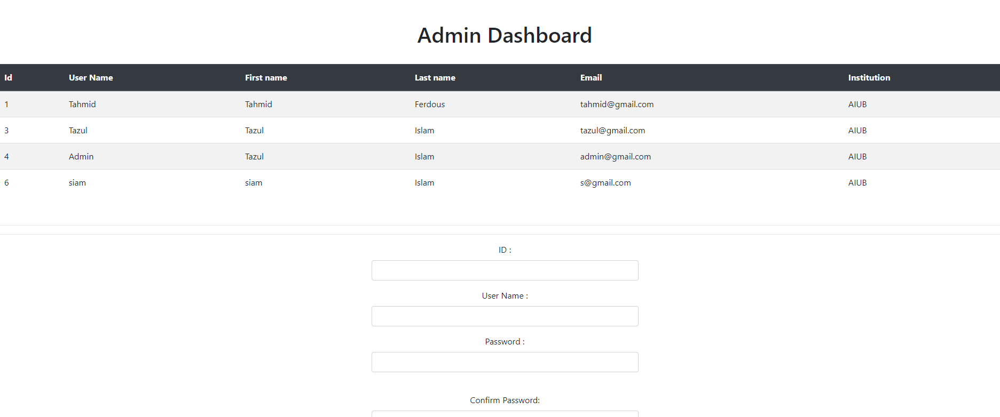 Admin Dashboard
Id User Name First name Last name Email Institution
1 Tahmid Tahmid Ferdous tahmid@gmail.com AIUB
3 Tazul Tazul Islam tazul@gmail.com AIUB
4 Admin Tazul Islam admin@gmail.com AIUB
6 siam siam Islam s@gmail.com AIUB
ID :
User Name :
Password :
Confirm Password: